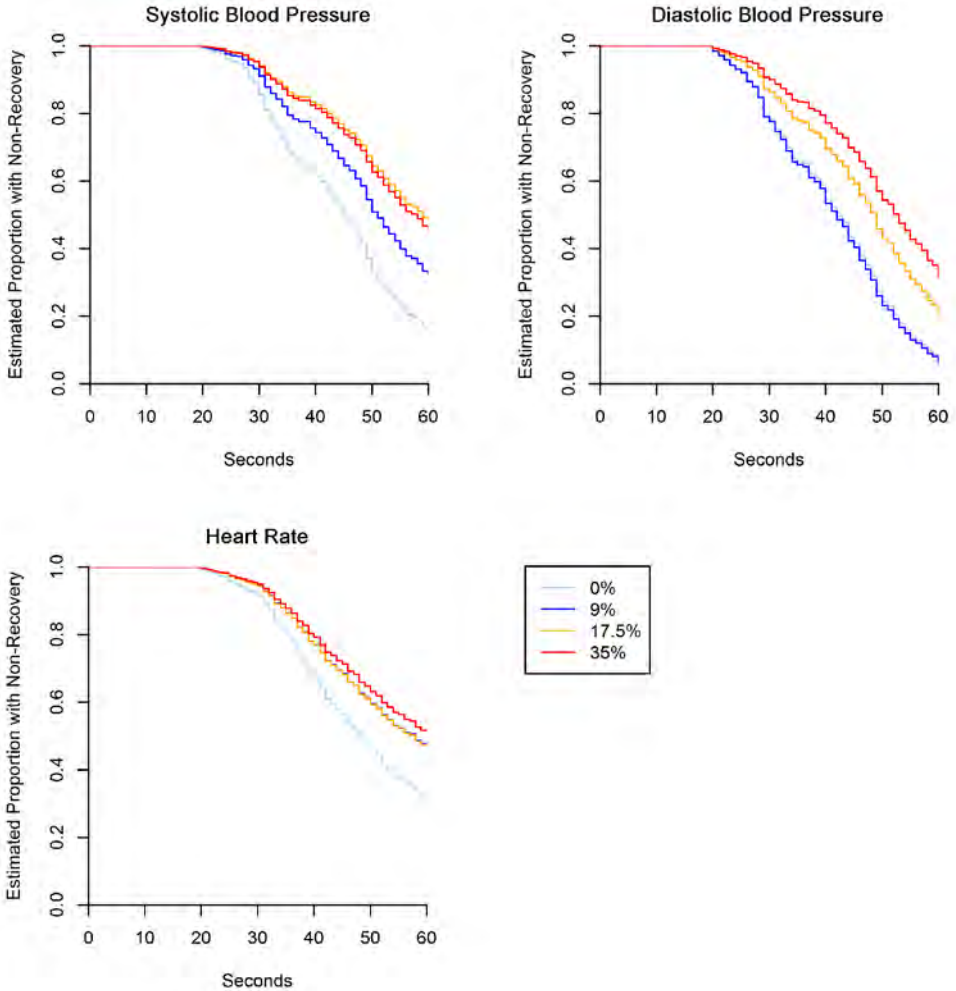 Systolic Blood Pressure
Estimated Proportion with Non-Recovery
1.0
0.8
0.6
0.4
0.2
0.0
0 10 20 30 40 50 60
Seconds
Diastolic Blood Pressure
Estimated Proportion with Non-Recovery
1.0
0.8
0.6
0.4
0.2
0.0
0 10 20 30 40 50 60
Seconds
Heart Rate
Estimated Proportion with Non-Recovery
1.0
0.8
0.6
0.4
0.2
0.0
0 10 20 30 40 50 60
Seconds
0%
9%
17.5%
35%